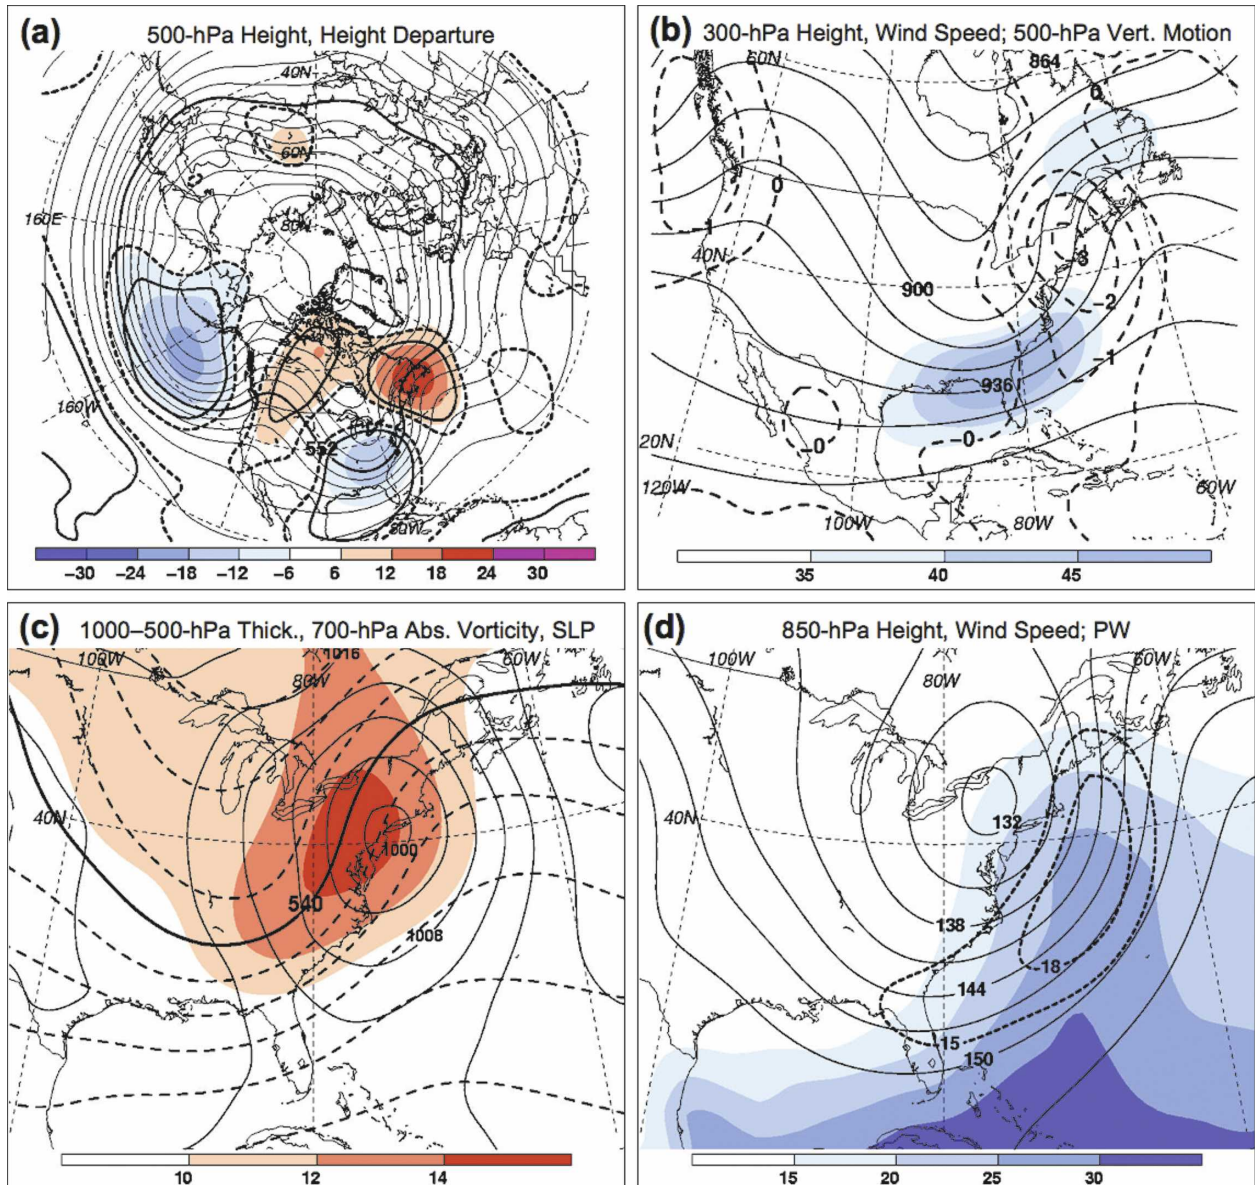 (a) 500-hPa Height, Height Departure
40N
60N
160E
80N
0
160W
552
80W
−30 −24 −18 −12 −6 6 12 18 24 30
(b) 300-hPa Height, Wind Speed; 500-hPa Vert. Motion
60N
864
0
0
−1
40N
−3
900
−2
−1
936
−0
−0
20N
120W
60W
100W
80W
35 40 45
(c) 1000–500-hPa Thick., 700-hPa Abs. Vorticity, SLP
100W
1016
60W
80W
40N
1000
540
1008
10 12 14
(d) 850-hPa Height, Wind Speed; PW
100W
60W
80W
40N
132
138
18
144
15
150
15 20 25 30